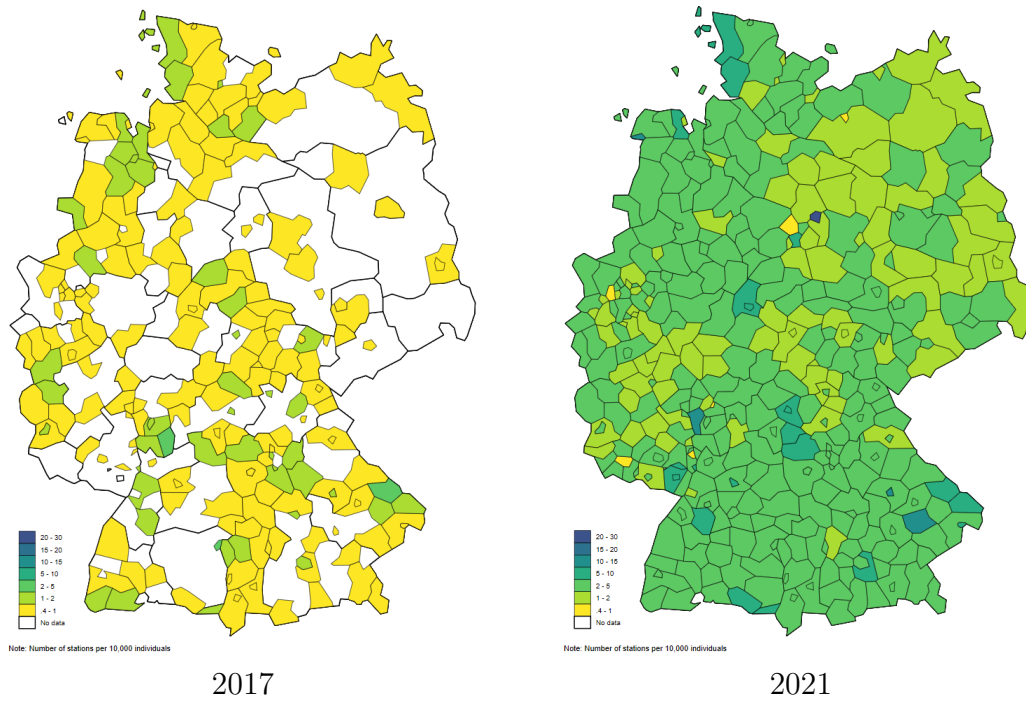 20 - 30
15 - 20
10 - 15
5 - 10
2 - 5
1 - 2
.4 - 1
No data
Note: Number of stations per 10,000 individuals
2017
20 - 30
15 - 20
10 - 15
5 - 10
2 - 5
1 - 2
.4 - 1
No data
Note: Number of stations per 10,000 individuals
2021